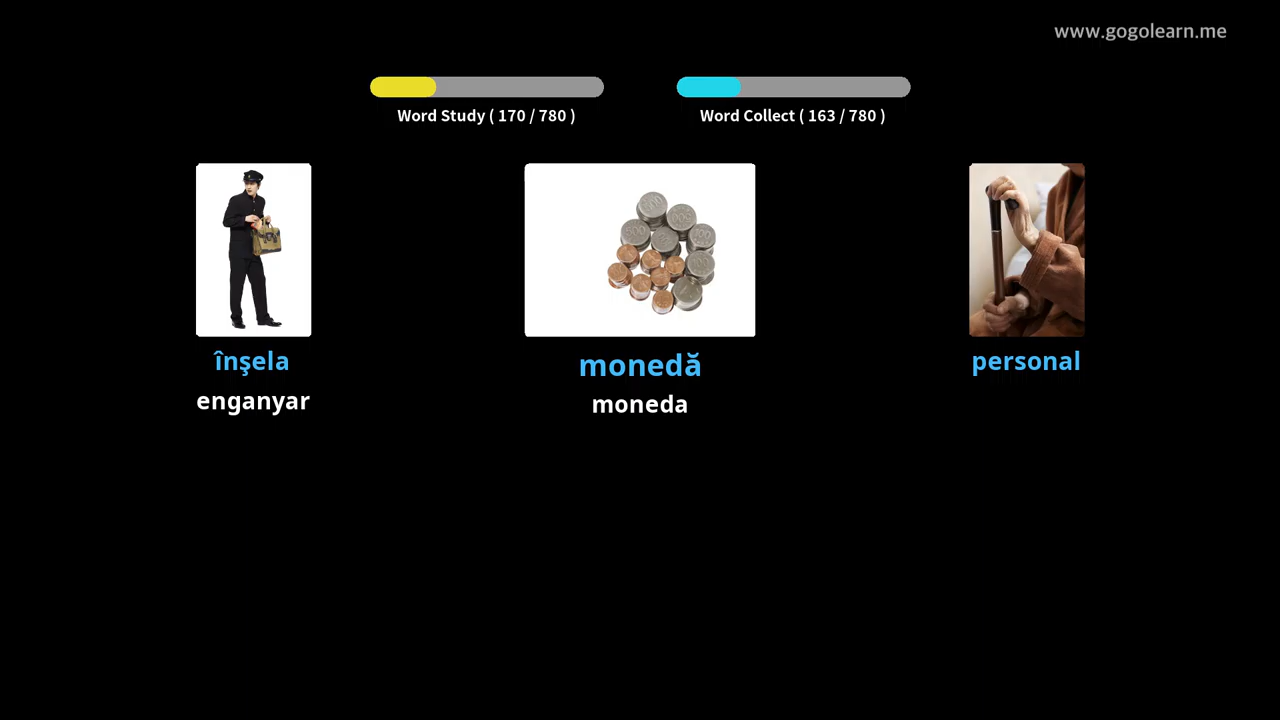 www.gogolearn.me
Word Study ( 170 / 780 )
Word Collect ( 163 / 780 )
înşela
enganyar
monedă
moneda
personal